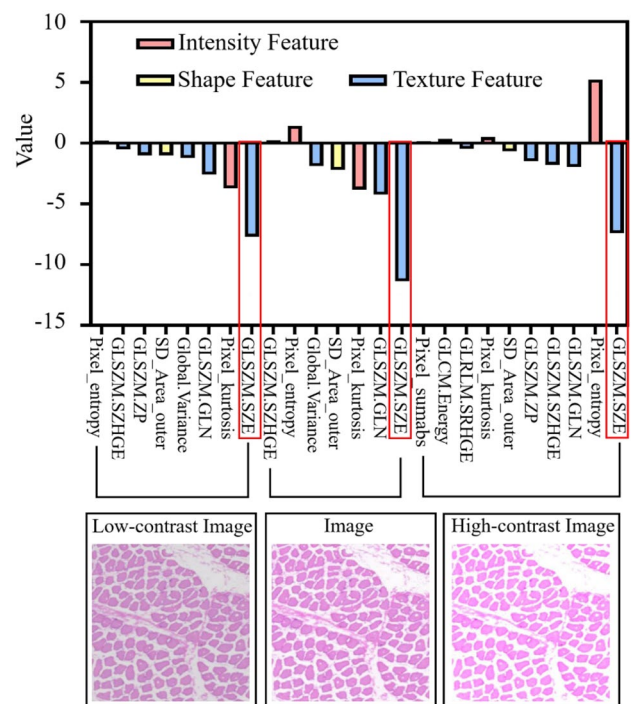 10
Intensity Feature
5
Shape Feature
Texture Feature
Value
0
-5
-10
-15
Pixel_entropy
GLSZM.SZHGE
GLSZM.ZP
SD_Area_outer
Global.Variance
GLSZM.GLN
Pixel_kurtosis
GLSZM.SZE
GLSZM.SZHGE
Pixel_entropy
Global.Variance
SD_Area_outer
Pixel_kurtosis
GLSZM.GLN
GLSZM.SZE
Pixel_sumabs
GLCM.Energy
GLRLM.SRHGE
Pixel_kurtosis
SD_Area_outer
GLSZM.ZP
GLSZM.SZHGE
GLSZM.GLN
Pixel_entropy
GLSZM.SZE
Low-contrast Image
Image
High-contrast Image